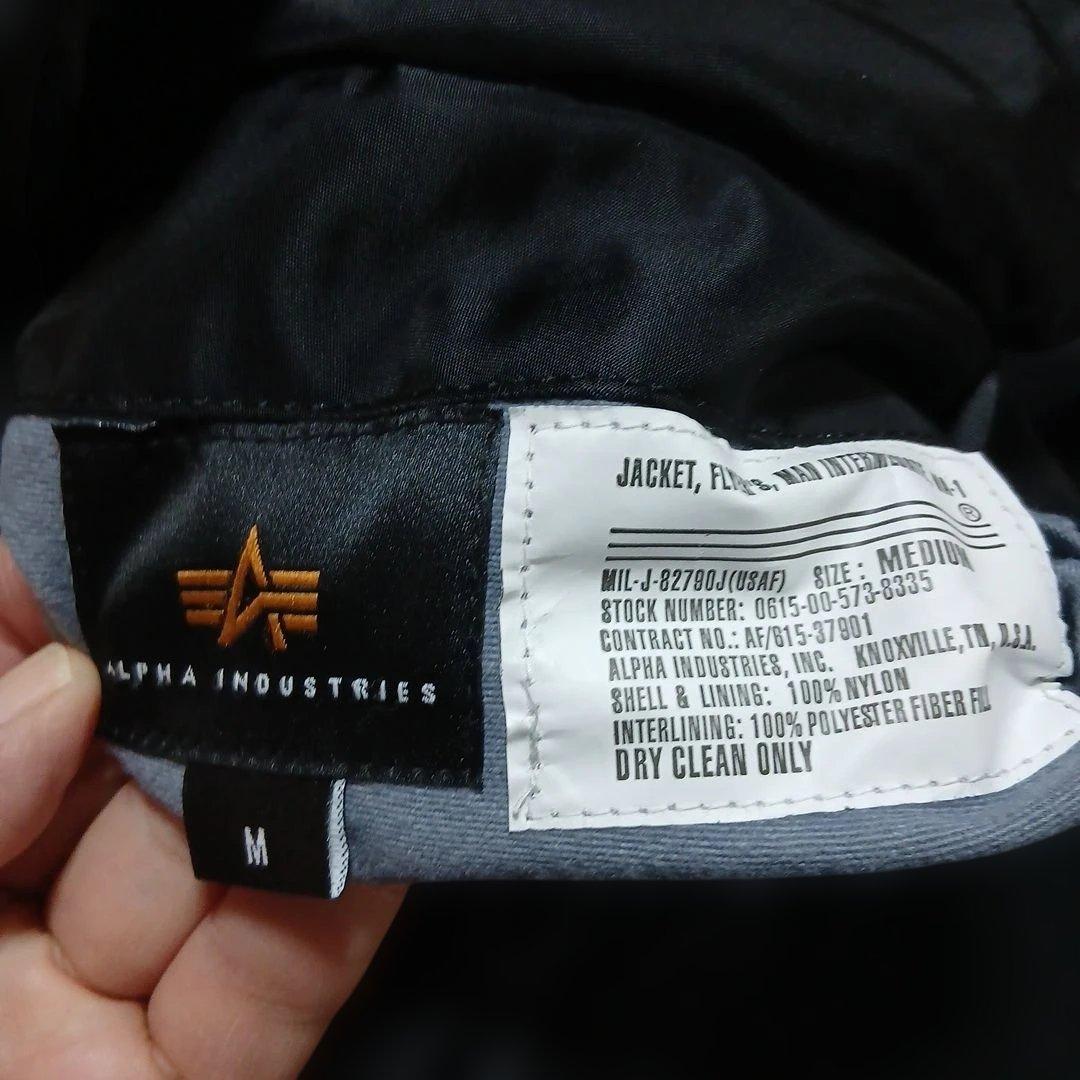 ALPHA INDUSTRIES
M
JACKET, MAN MA-1
®
MIL-J-82790J(USAF) SIZE : MEDIUM
STOCK NUMBER: 0615-00-573-8335
CONTRACT NO.: AF/615-37901
ALPHA INDUSTRIES, INC. KNOXVILLE, TN, U.S.A.
SHELL & LINING: 100% NYLON
INTERLINING: 100% POLYESTER FIBER FILL
DRY CLEAN ONLY